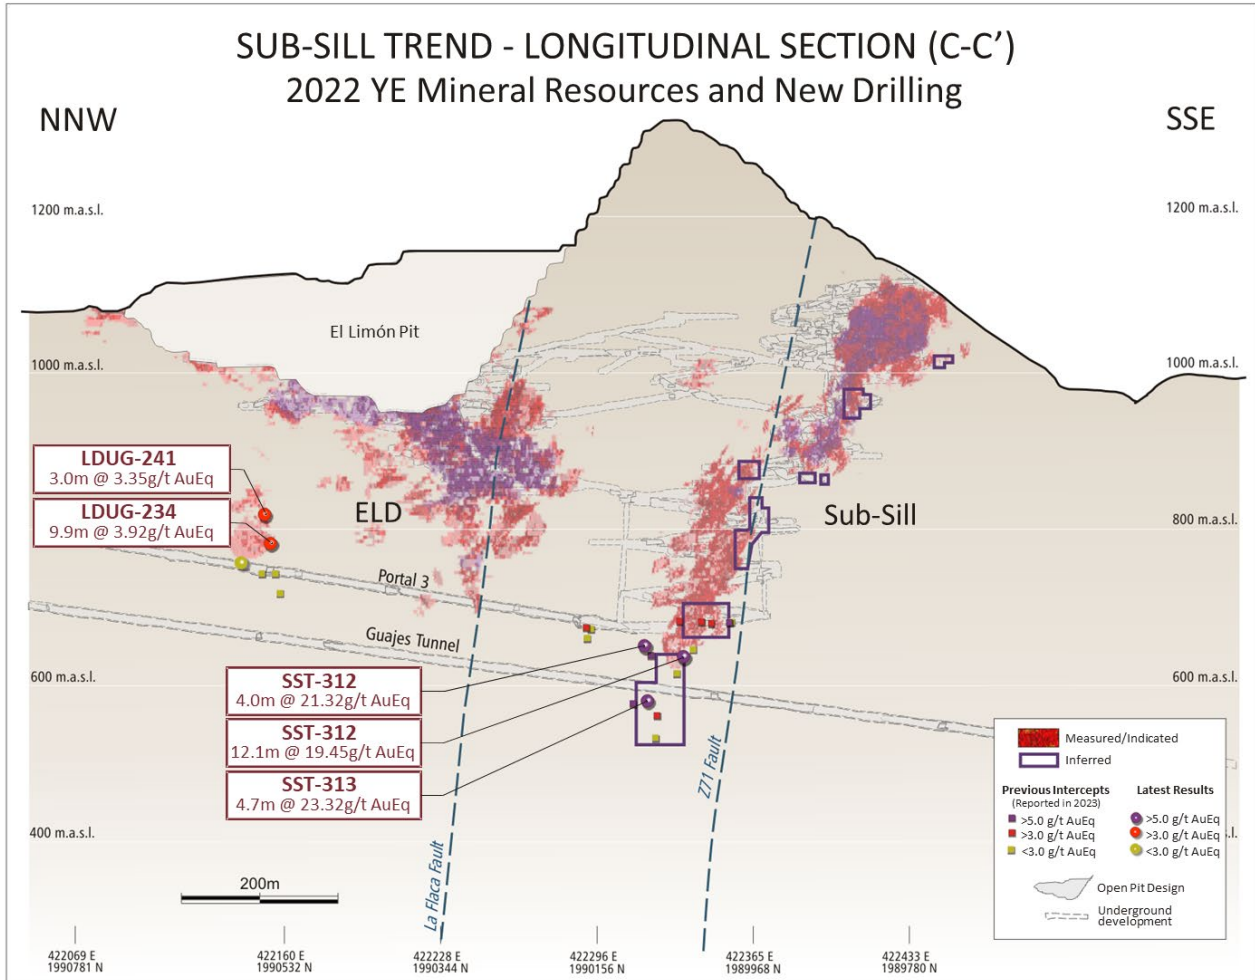 SUB-SILL TREND - LONGITUDINAL SECTION (C-C’)
2022 YE Mineral Resources and New Drilling
NNW
SSE
1200 m.a.s.l.
1200 m.a.s.l.
El Limón Pit
1000 m.a.s.l.
1000 m.a.s.l.
LDUG-241
3.0m @ 3.35g/t AuEq
LDUG-234
9.9m @ 3.92g/t AuEq
ELD
Sub-Sill
800 m.a.s.l.
800 m.a.s.l.
Portal 3
Guajes Tunnel
600 m.a.s.l.
600 m.a.s.l.
SST-312
4.0m @ 21.32g/t AuEq
SST-312
12.1m @ 19.45g/t AuEq
SST-313
4.7m @ 23.32g/t AuEq
La Flaca Fault
Z71 Fault
400 m.a.s.l.
200m
Measured/Indicated
Inferred
Previous Intercepts
(Reported in 2023)
Latest Results
>5.0 g/t AuEq
>5.0 g/t AuEq
>3.0 g/t AuEq
>3.0 g/t AuEq
<3.0 g/t AuEq
<3.0 g/t AuEq
Open Pit Design
Underground
development
422069 E
1990781 N
422160 E
1990532 N
422228 E
1990344 N
422296 E
1990156 N
422365 E
1989968 N
422433 E
1989780 N